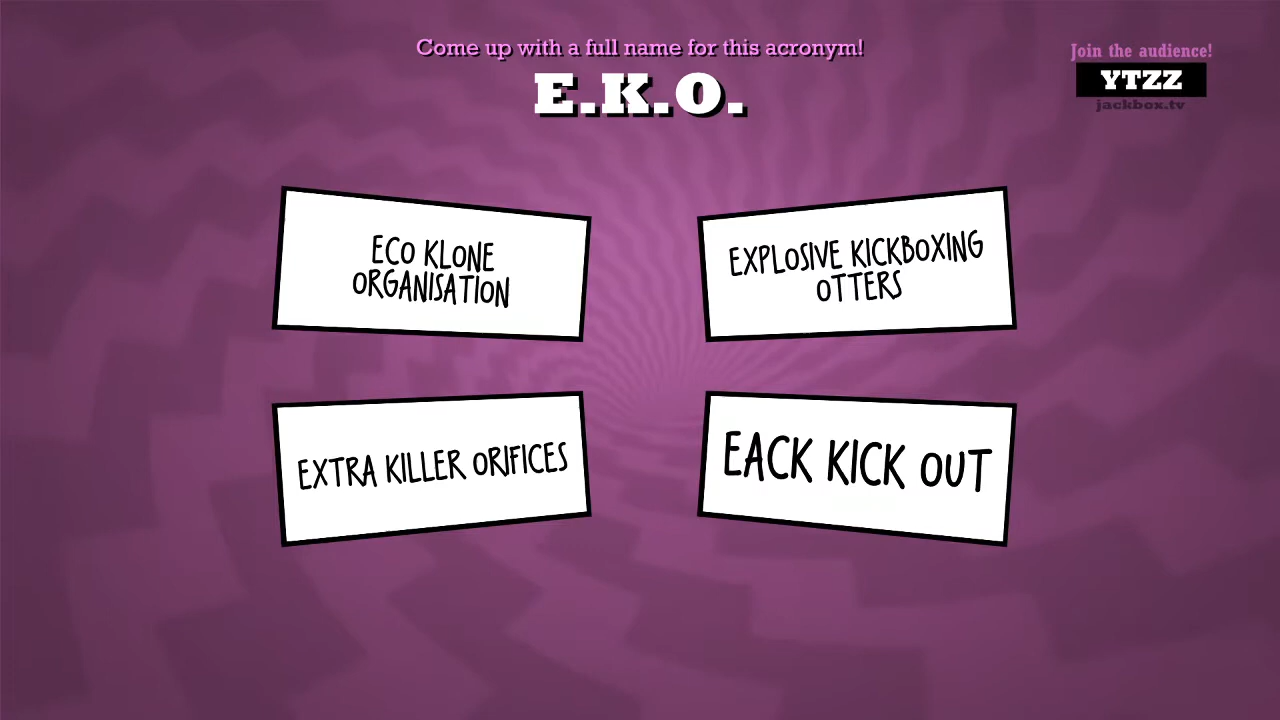 Come up with a full name for this acronym!
E.K.O.
Join the audience!
YTZZ
jackbox.tv
ECO KLONE
ORGANISATION
EXPLOSIVE KICKBOXING
OTTERS
EXTRA KILLER ORIFICES
EACK KICK OUT